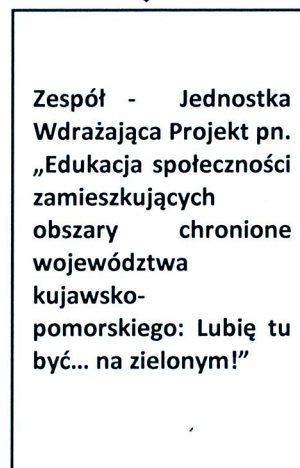 Zespół - Jednostka
Wdrażająca Projekt pn.
„Edukacja społeczności
zamieszkujących
obszary chronione
województwa
kujawsko-
pomorskiego: Lubię tu
być... na zielonym!”